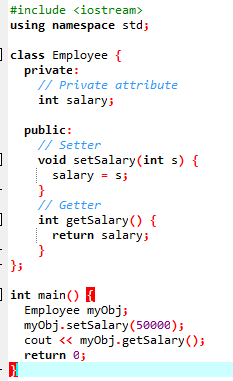 #include <iostream>
using namespace std;

class Employee {
  private:
    // Private attribute
    int salary;

  public:
    // Setter
    void setSalary(int s) {
      salary = s;
    }
    // Getter
    int getSalary() {
      return salary;
    }
};

int main() {
  Employee myObj;
  myObj.setSalary(50000);
  cout << myObj.getSalary();
  return 0;
}